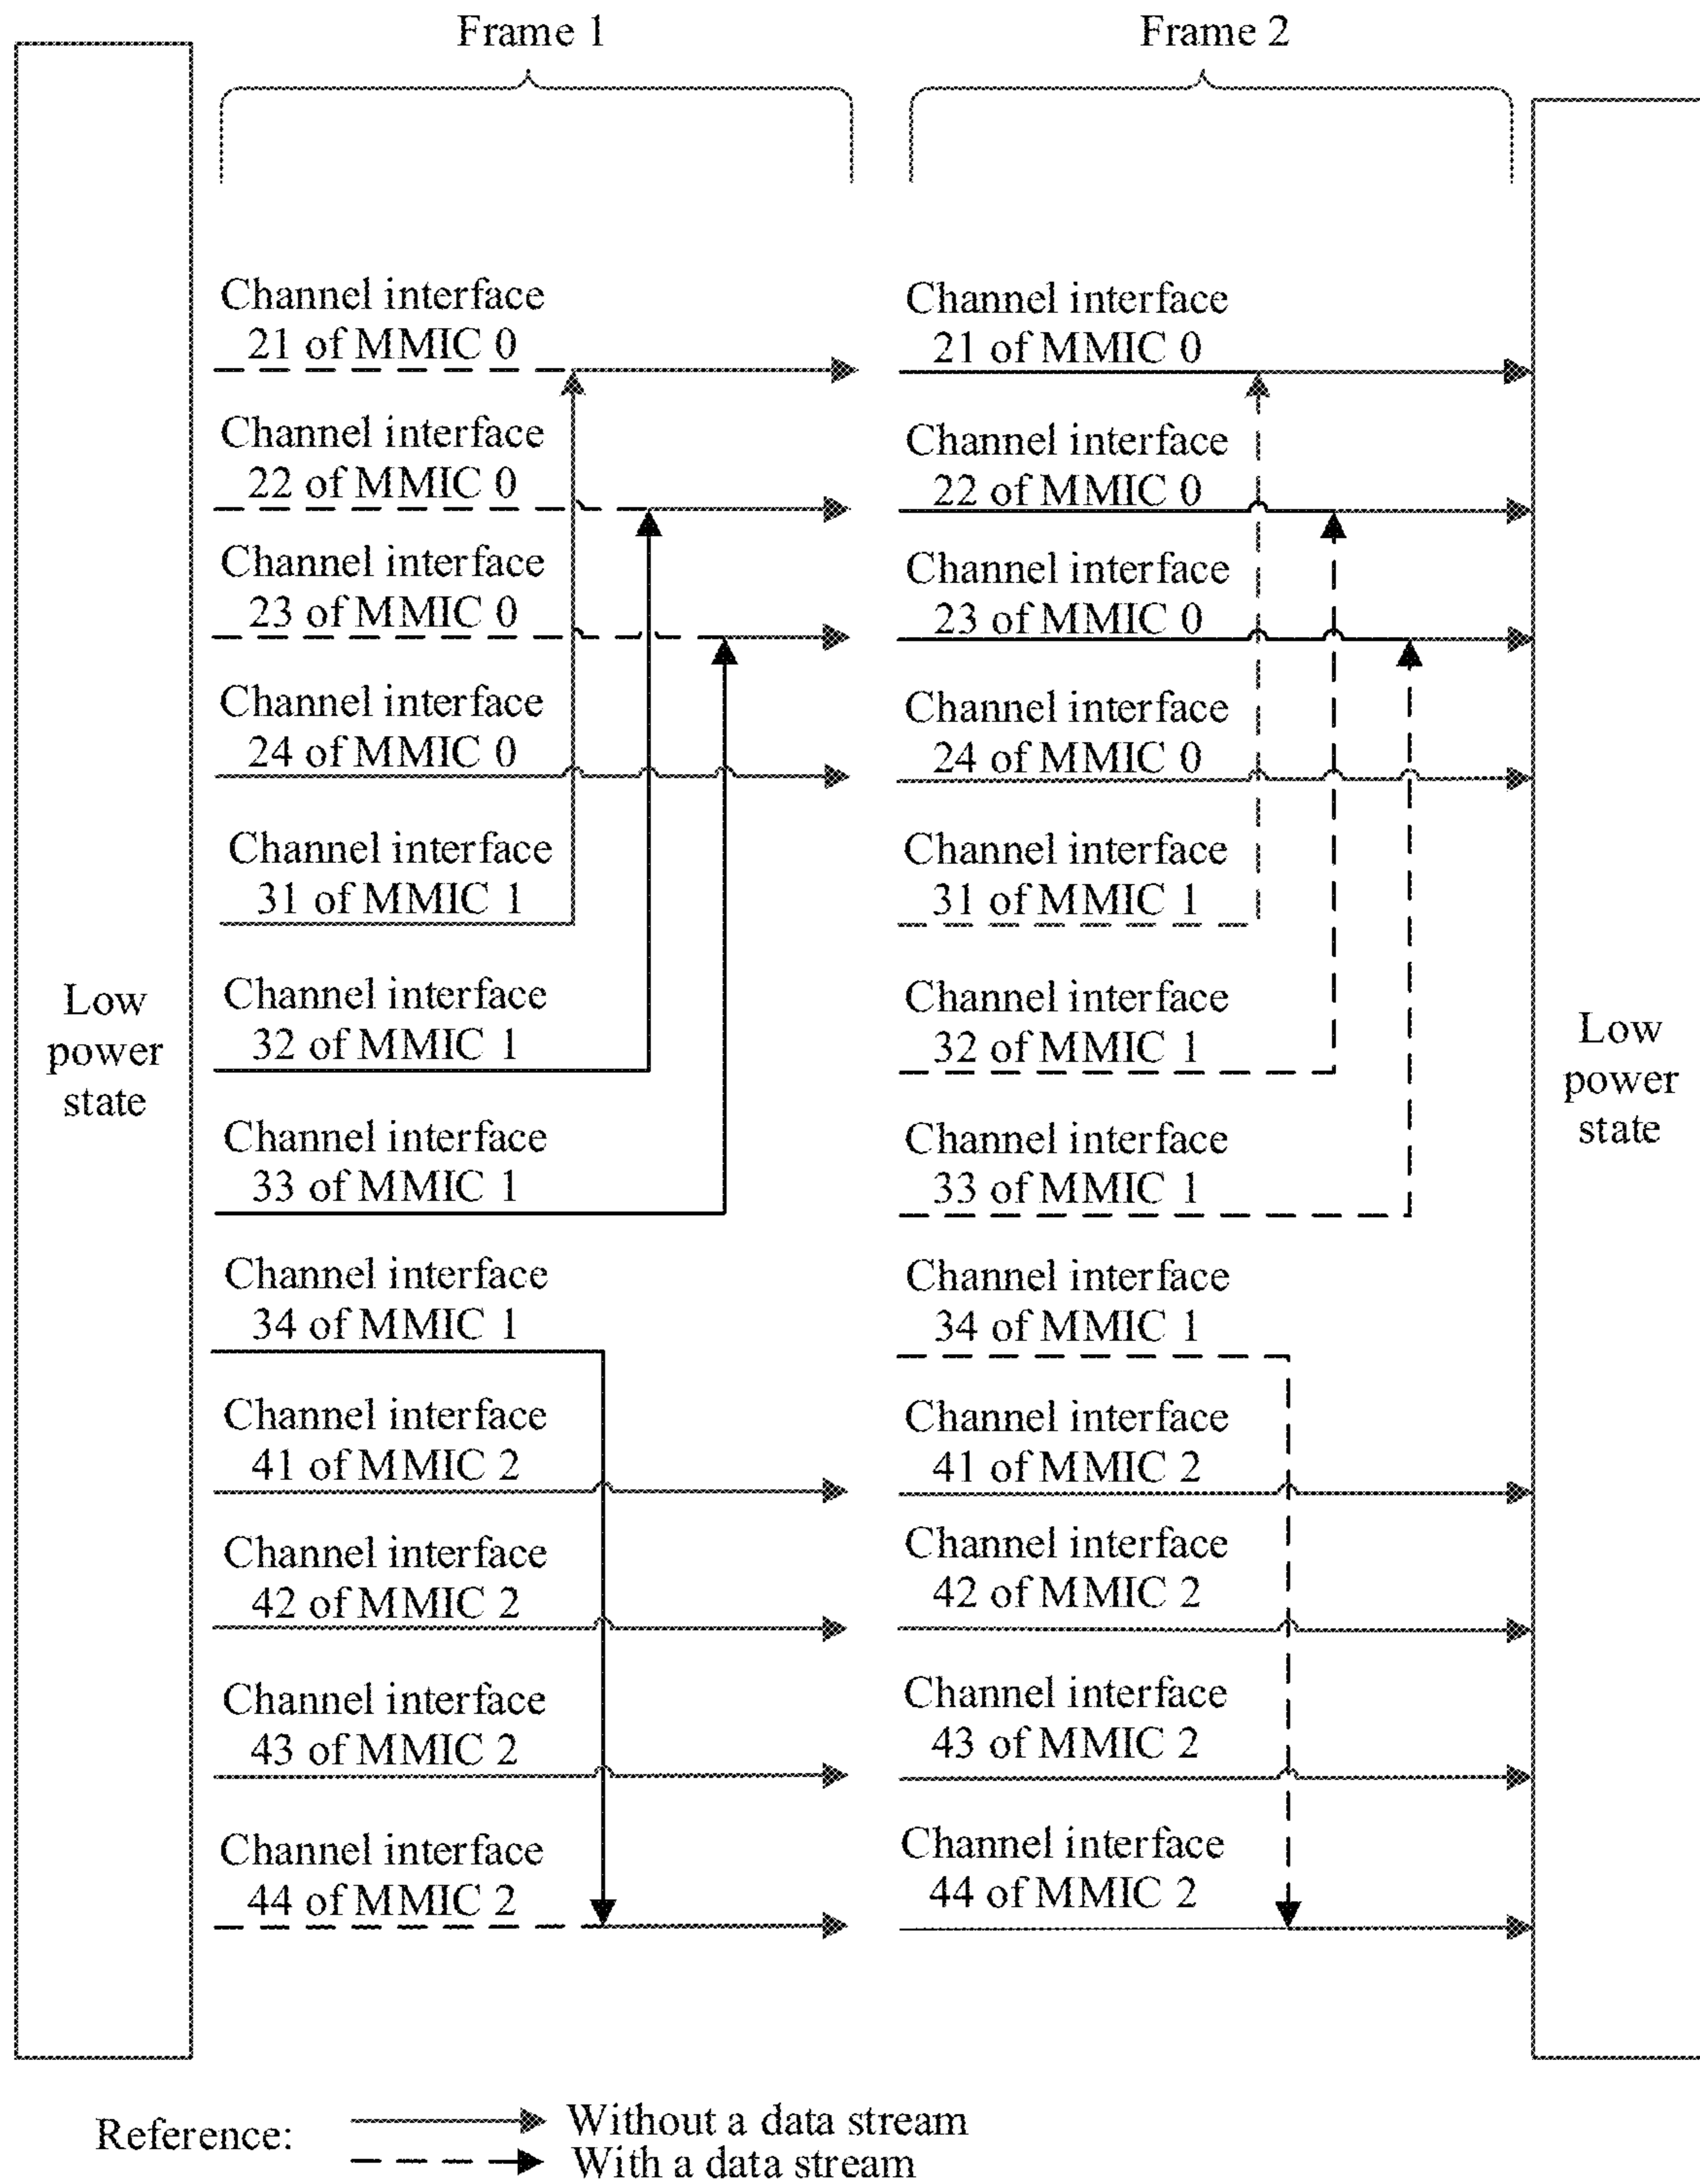 Frame 1
Frame 2
Low
power
state
Channel interface
21 of MMIC 0
Channel interface
22 of MMIC 0
Channel interface
23 of MMIC 0
Channel interface
24 of MMIC 0
Channel interface
31 of MMIC 1
Channel interface
32 of MMIC 1
Channel interface
33 of MMIC 1
Channel interface
34 of MMIC 1
Channel interface
41 of MMIC 2
Channel interface
42 of MMIC 2
Channel interface
43 of MMIC 2
Channel interface
44 of MMIC 2
Channel interface
21 of MMIC 0
Channel interface
22 of MMIC 0
Channel interface
23 of MMIC 0
Channel interface
24 of MMIC 0
Channel interface
31 of MMIC 1
Channel interface
32 of MMIC 1
Channel interface
33 of MMIC 1
Channel interface
34 of MMIC 1
Channel interface
41 of MMIC 2
Channel interface
42 of MMIC 2
Channel interface
43 of MMIC 2
Channel interface
44 of MMIC 2
Low
power
state
Reference:
Without a data stream
With a data stream